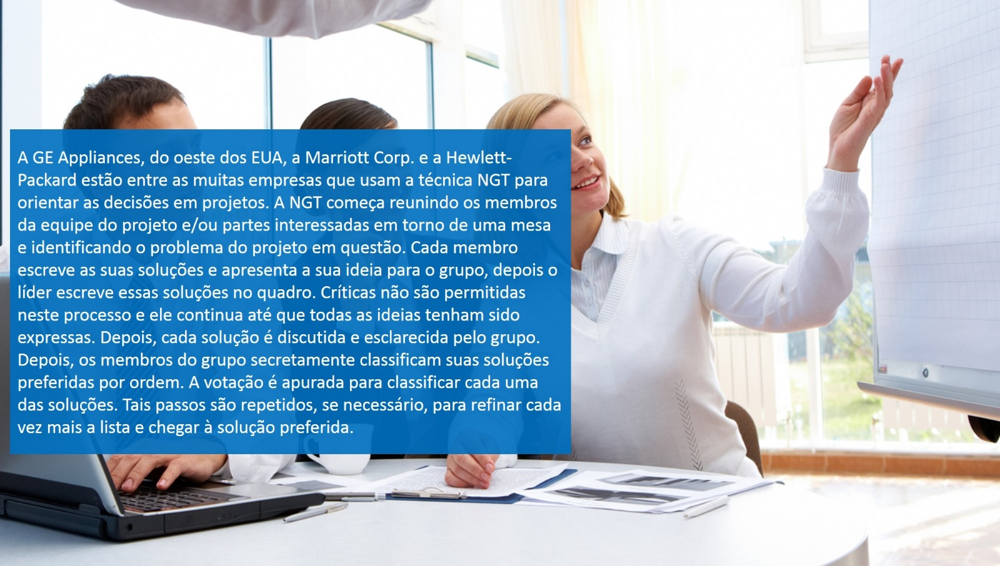 A GE Appliances, do oeste dos EUA, a Marriott Corp. e a Hewlett-
Packard estão entre as muitas empresas que usam a técnica NGT para
orientar as decisões em projetos. A NGT começa reunindo os membros
da equipe do projeto e/ou partes interessadas em torno de uma mesa
e identificando o problema do projeto em questão. Cada membro
escreve as suas soluções e apresenta a sua ideia para o grupo, depois o
líder escreve essas soluções no quadro. Críticas não são permitidas
neste processo e ele continua até que todas as ideias tenham sido
expressas. Depois, cada solução é discutida e esclarecida pelo grupo.
Depois, os membros do grupo secretamente classificam suas soluções
preferidas por ordem. A votação é apurada para classificar cada uma
das soluções. Tais passos são repetidos, se necessário, para refinar cada
vez mais a lista e chegar à solução preferida.